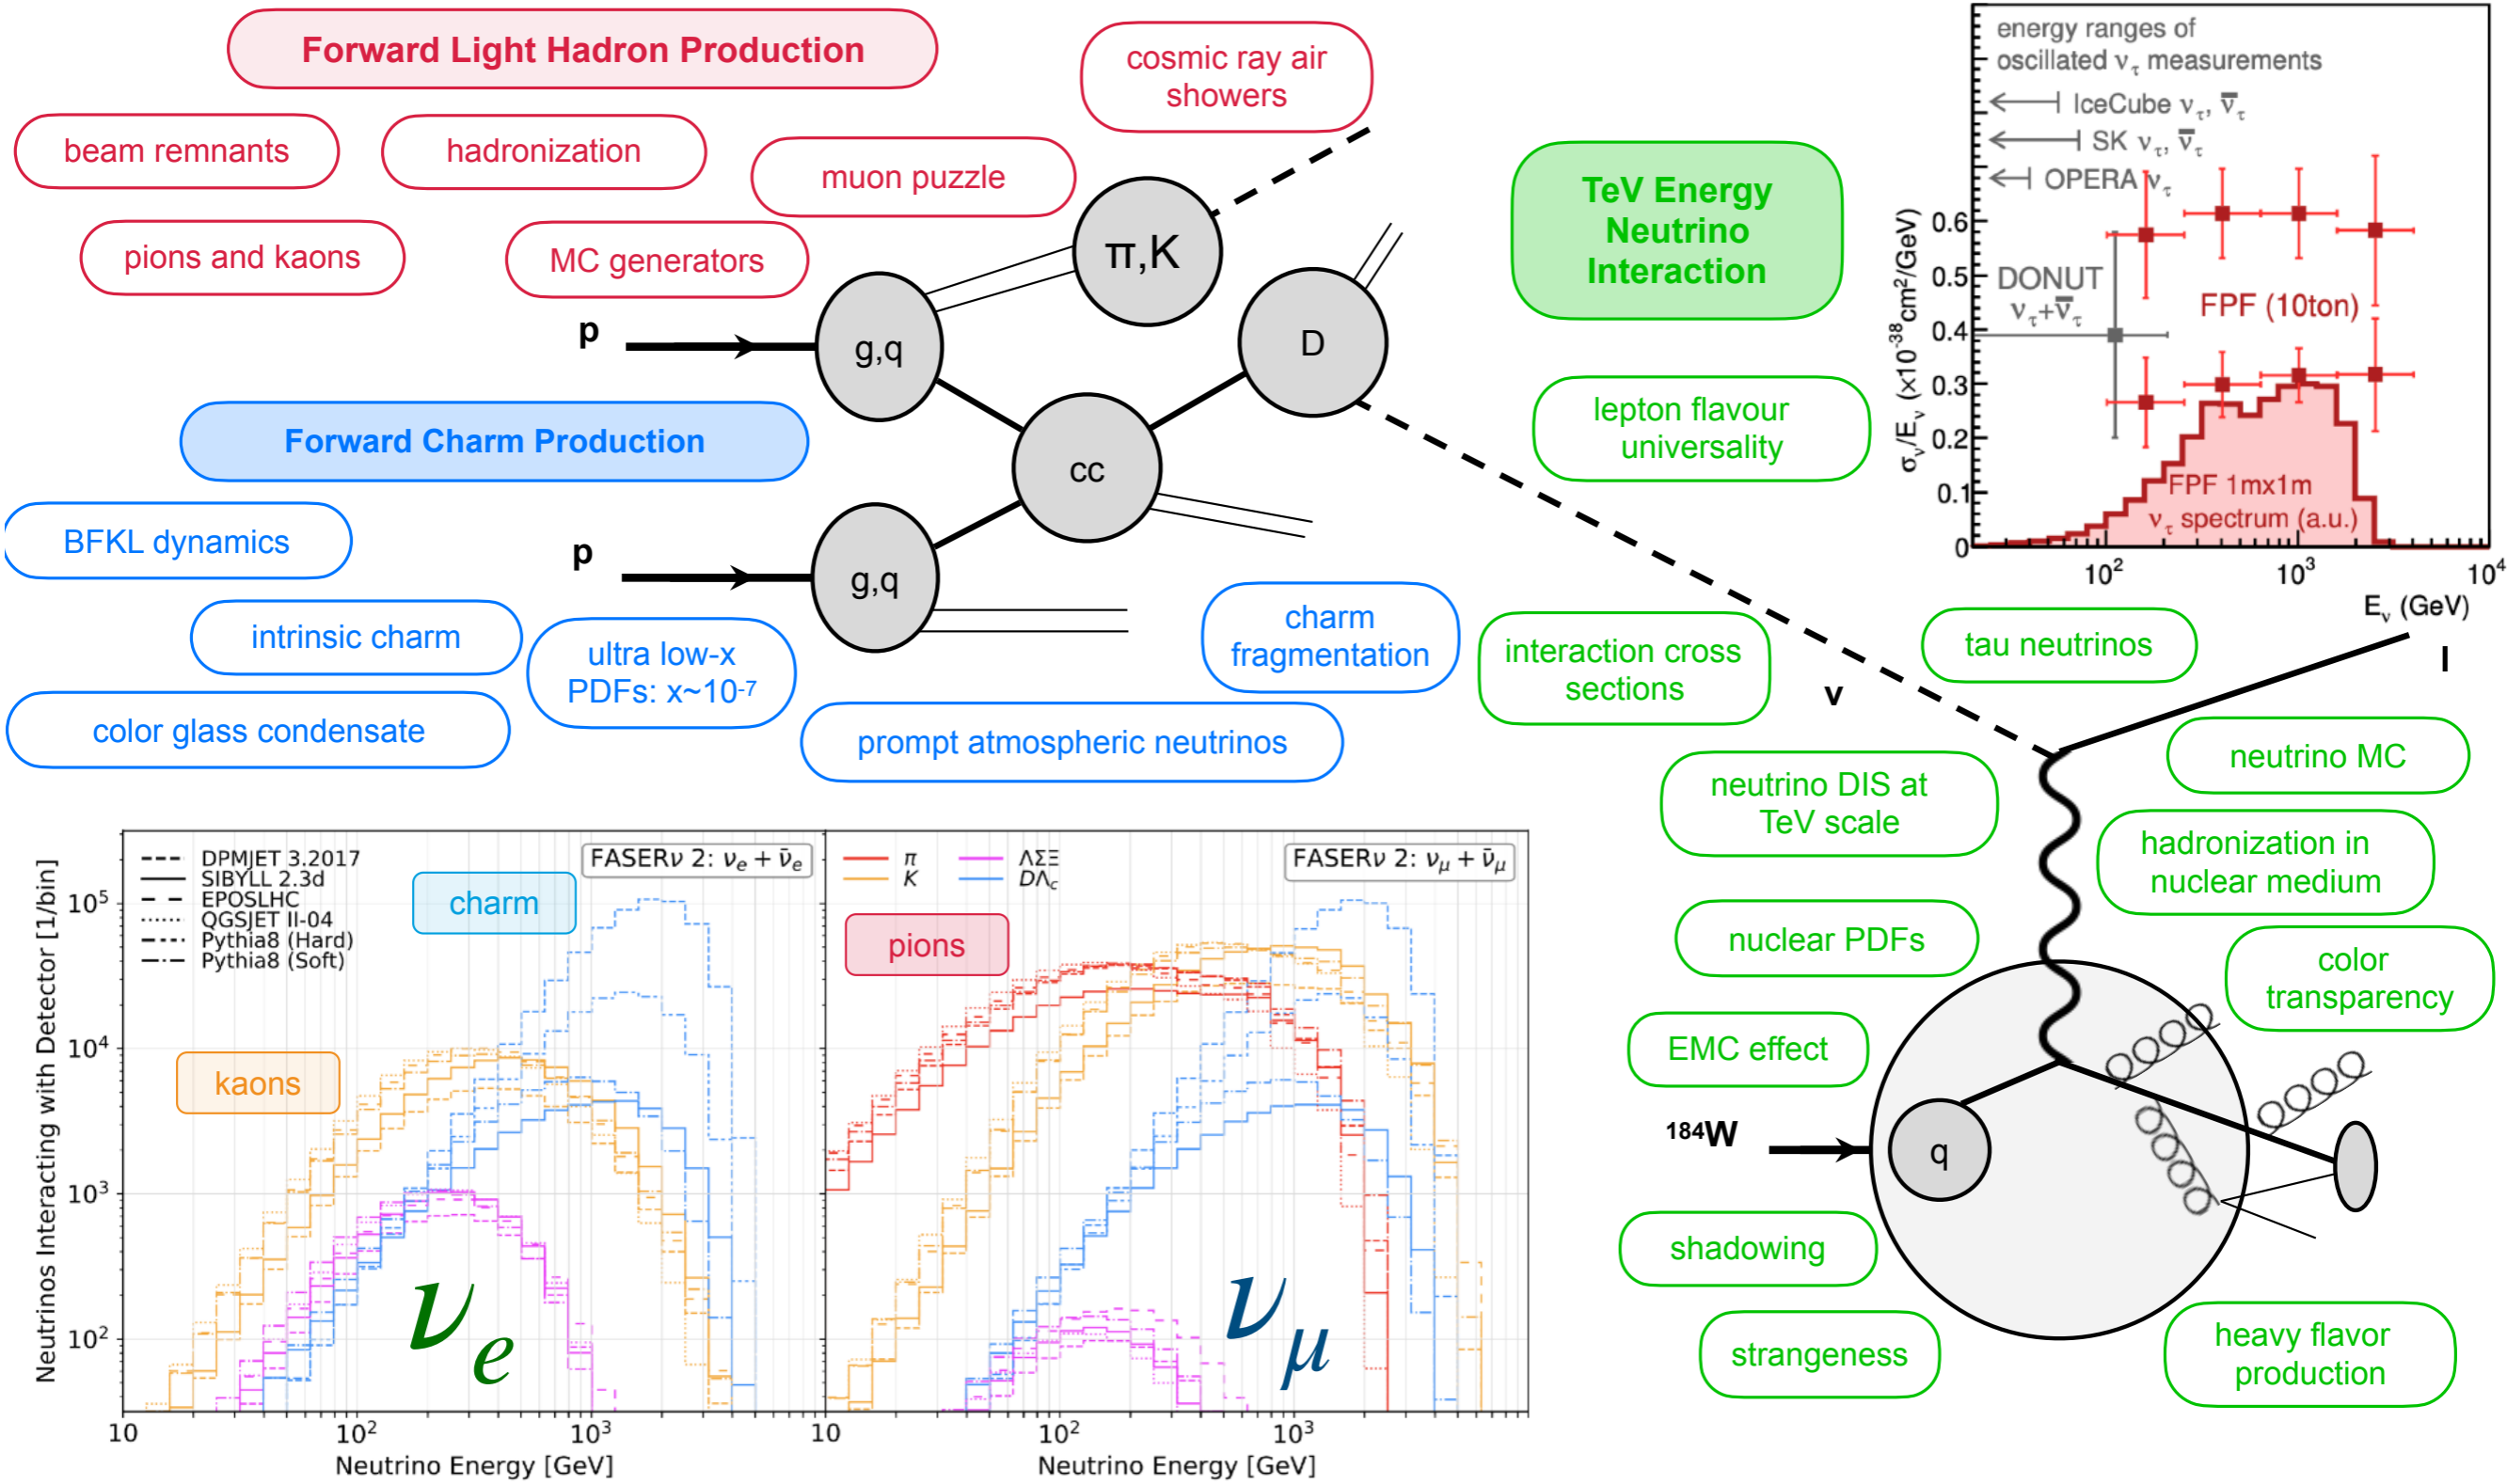 Forward Light Hadron Production
cosmic ray air
showers
beam remnants
hadronization
muon puzzle
pions and kaons
MC generators
π,K
p
g,q
D
Forward Charm Production
cc
BFKL dynamics
p
g,q
intrinsic charm
ultra low-x
PDFs: x~10⁻⁷
charm
fragmentation
color glass condensate
prompt atmospheric neutrinos
TeV Energy
Neutrino
Interaction
lepton flavour
universality
interaction cross
sections
ν
tau neutrinos
l
neutrino MC
neutrino DIS at
TeV scale
hadronization in
nuclear medium
nuclear PDFs
color
transparency
EMC effect
¹⁸⁴W
q
shadowing
strangeness
heavy flavor
production
energy ranges of
oscillated ν_τ measurements
IceCube ν_τ, ν̄_τ
SK ν_τ, ν̄_τ
OPERA ν_τ
DONUT
ν_τ+ν̄_τ
FPF (10ton)
FPF 1mx1m
ν_τ spectrum (a.u.)
σ_ν/E_ν (×10⁻³⁸cm²/GeV)
0.6
0.5
0.4
0.3
0.2
0.1
0
10² 10³ 10⁴
E_ν (GeV)
Neutrinos Interacting with Detector [1/bin]
10⁵
10⁴
10³
10²
DPMJET 3.2017
SIBYLL 2.3d
EPOSLHC
QGSJET II-04
Pythia8 (Hard)
Pythia8 (Soft)
FASERν 2: ν_e + ν̄_e
charm
kaons
ν_e
10 10² 10³
Neutrino Energy [GeV]
π
K
ΛΣΞ
DΛ_c
FASERν 2: ν_μ + ν̄_μ
pions
ν_μ
10 10² 10³
Neutrino Energy [GeV]